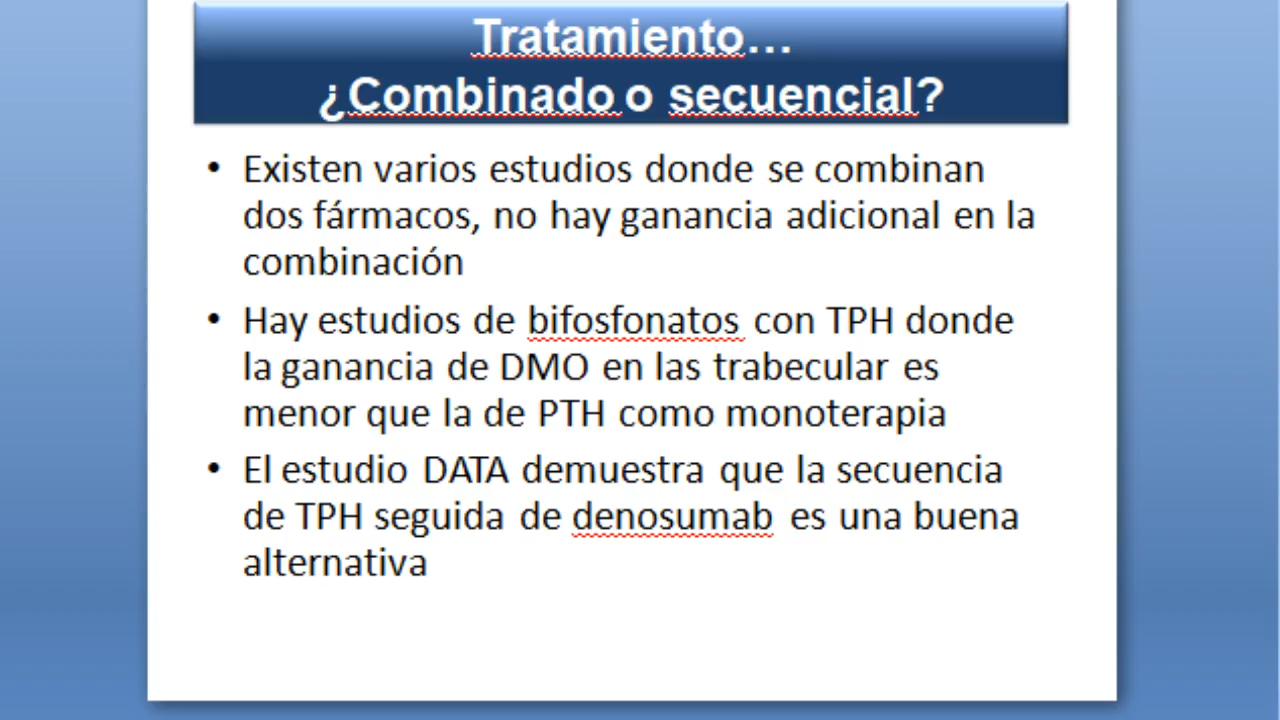 Tratamiento...
¿Combinado o secuencial?
• Existen varios estudios donde se combinan
dos fármacos, no hay ganancia adicional en la
combinación
• Hay estudios de bifosfonatos con TPH donde
la ganancia de DMO en las trabecular es
menor que la de PTH como monoterapia
• El estudio DATA demuestra que la secuencia
de TPH seguida de denosumab es una buena
alternativa